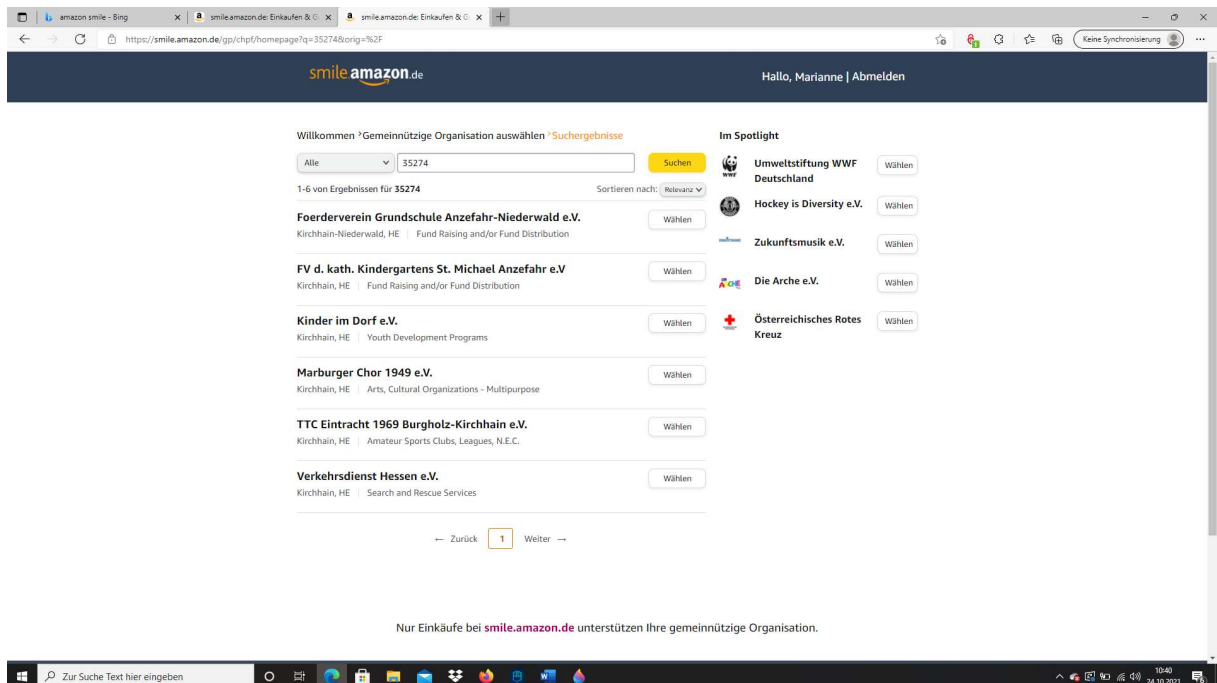 amazon smile - Bing
smile.amazon.de: Einkaufen & G
smile.amazon.de: Einkaufen & G
https://smile.amazon.de/gp/chpf/homepage?q=35274&orig=%2F
Keine Synchronisierung
smile.amazon.de
Hallo, Marianne | Abmelden
Willkommen ›Gemeinnützige Organisation auswählen ›Suchergebnisse
Alle
35274
Suchen
1-6 von Ergebnissen für 35274
Sortieren nach: Relevanz
Foerderverein Grundschule Anzefahr-Niederwald e.V.
Wählen
Kirchhain-Niederwald, HE | Fund Raising and/or Fund Distribution
FV d. kath. Kindergartens St. Michael Anzefahr e.V
Wählen
Kirchhain, HE | Fund Raising and/or Fund Distribution
Kinder im Dorf e.V.
Wählen
Kirchhain, HE | Youth Development Programs
Marburger Chor 1949 e.V.
Wählen
Kirchhain, HE | Arts, Cultural Organizations - Multipurpose
TTC Eintracht 1969 Burgholz-Kirchhain e.V.
Wählen
Kirchhain, HE | Amateur Sports Clubs, Leagues, N.E.C.
Verkehrsdienst Hessen e.V.
Wählen
Kirchhain, HE | Search and Rescue Services
← Zurück 1 Weiter →
Im Spotlight
WWF
Umweltstiftung WWF
Deutschland
Wählen
Hockey is Diversity e.V.
Wählen
Zukunftsmusik e.V.
Wählen
Die Arche e.V.
Wählen
Österreichisches Rotes
Kreuz
Wählen
Nur Einkäufe bei smile.amazon.de unterstützen Ihre gemeinnützige Organisation.
Zur Suche Text hier eingeben
10:40
24.10.2021